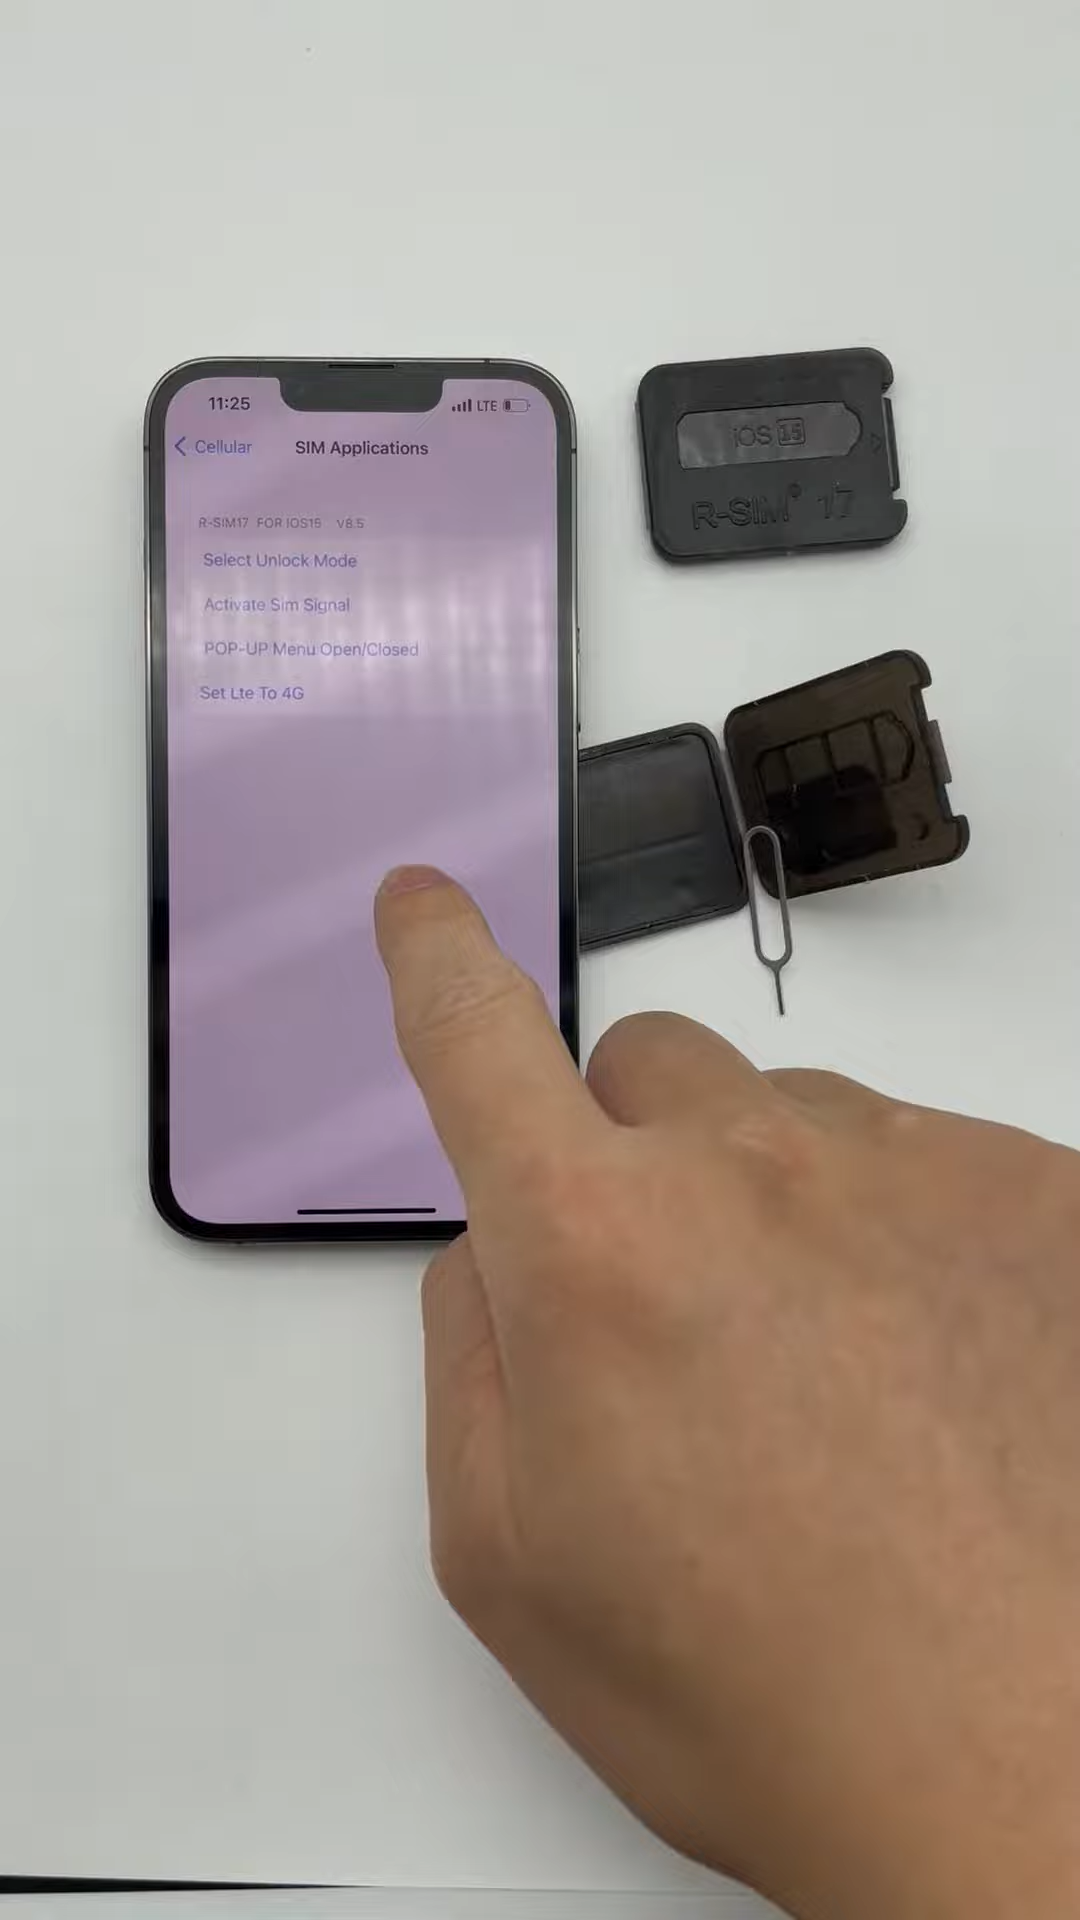 11:25
LTE
Cellular
SIM Applications
R-SIM17 FOR IOS15 V8.5
Select Unlock Mode
Activate Sim Signal
POP-UP Menu Open/Closed
Set Lte To 4G
iOS 15
R-SIM® 17